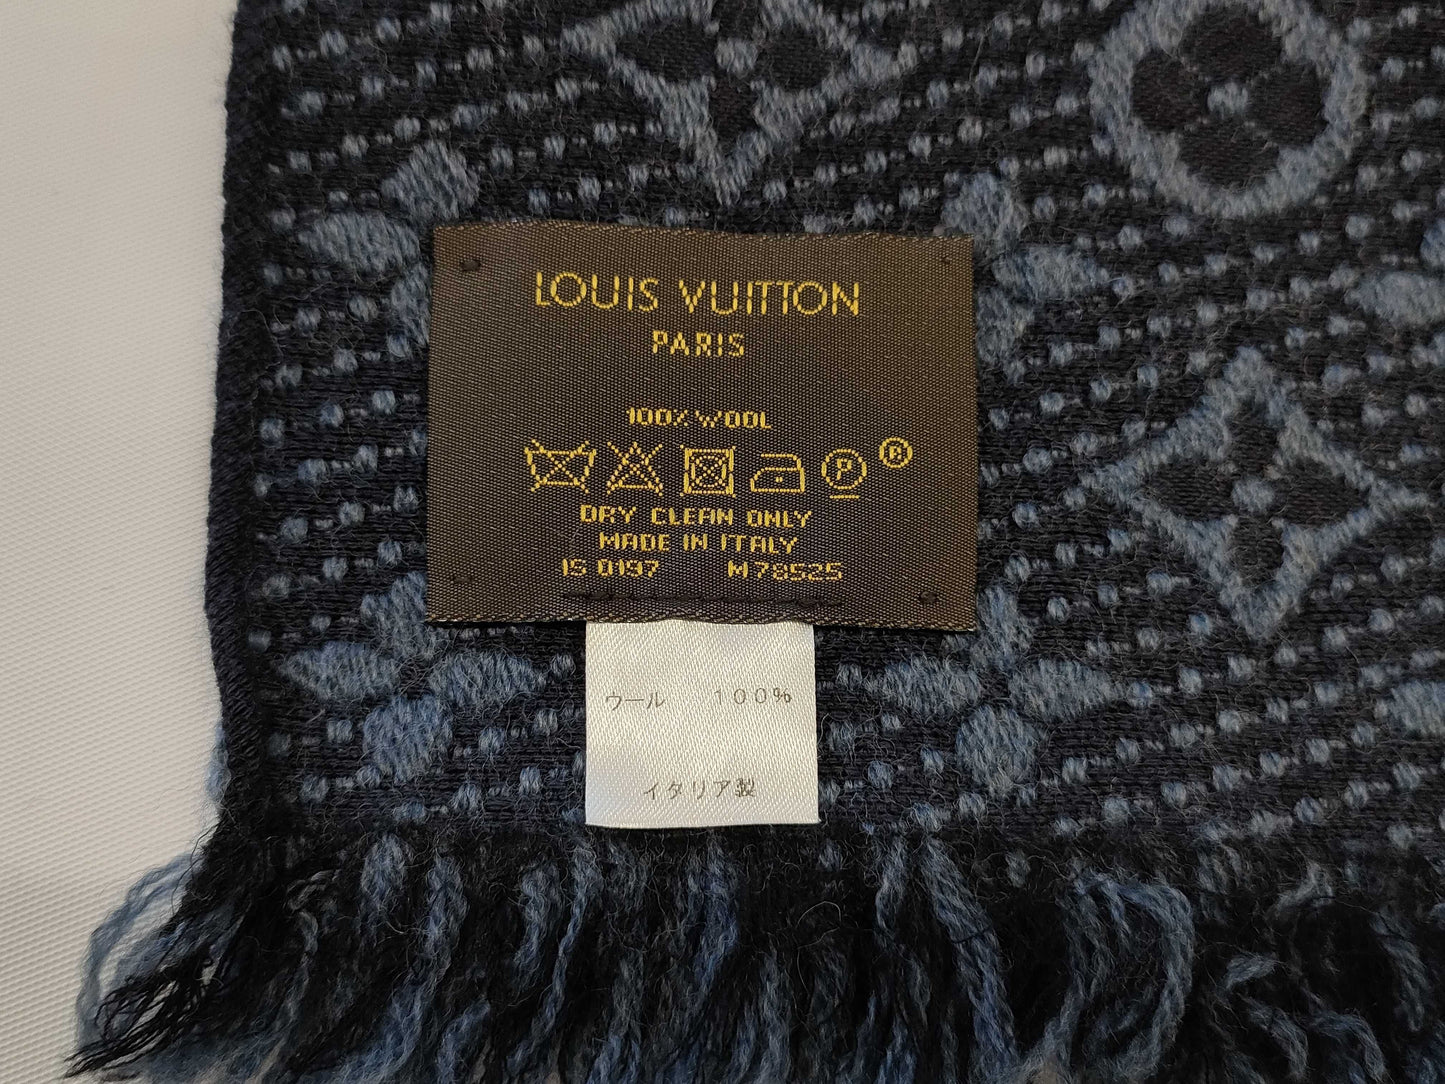 LOUIS VUITTON
PARIS
100% WOOL
P R
DRY CLEAN ONLY
MADE IN ITALY
IS 0197 M78525
ウール 100%
イタリア製